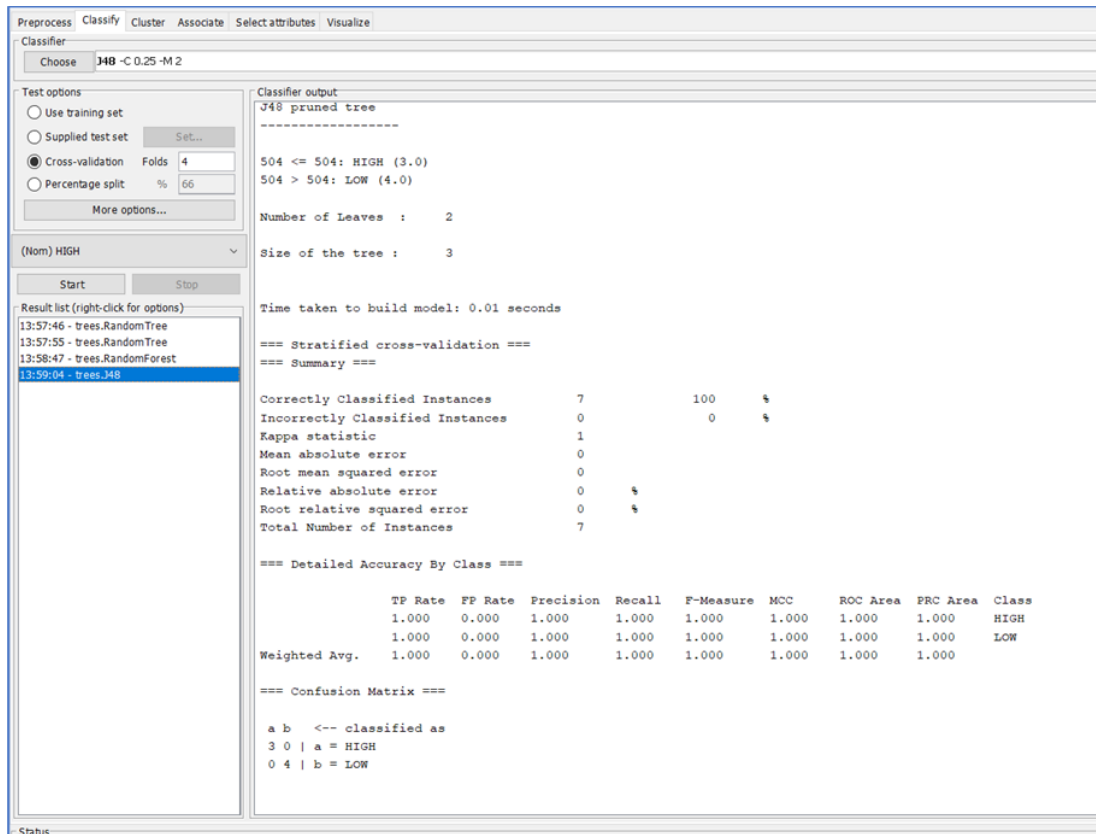 Preprocess Classify Cluster Associate Select attributes Visualize
Classifier
Choose J48 -C 0.25 -M 2
Test options
Use training set
Supplied test set Set...
Cross-validation Folds 4
Percentage split % 66
More options...
(Nom) HIGH
Start Stop
Result list (right-click for options)
13:57:46 - trees.RandomTree
13:57:55 - trees.RandomTree
13:58:47 - trees.RandomForest
13:59:04 - trees.J48
Classifier output
J48 pruned tree
------------------
504 <= 504: HIGH (3.0)
504 > 504: LOW (4.0)
Number of Leaves : 2
Size of the tree : 3
Time taken to build model: 0.01 seconds
=== Stratified cross-validation ===
=== Summary ===
Correctly Classified Instances 7 100 %
Incorrectly Classified Instances 0 0 %
Kappa statistic 1
Mean absolute error 0
Root mean squared error 0
Relative absolute error 0 %
Root relative squared error 0 %
Total Number of Instances 7
=== Detailed Accuracy By Class ===
TP Rate FP Rate Precision Recall F-Measure MCC ROC Area PRC Area Class
1.000 0.000 1.000 1.000 1.000 1.000 1.000 1.000 HIGH
1.000 0.000 1.000 1.000 1.000 1.000 1.000 1.000 LOW
Weighted Avg. 1.000 0.000 1.000 1.000 1.000 1.000 1.000 1.000
=== Confusion Matrix ===
a b <-- classified as
3 0 | a = HIGH
0 4 | b = LOW
Status